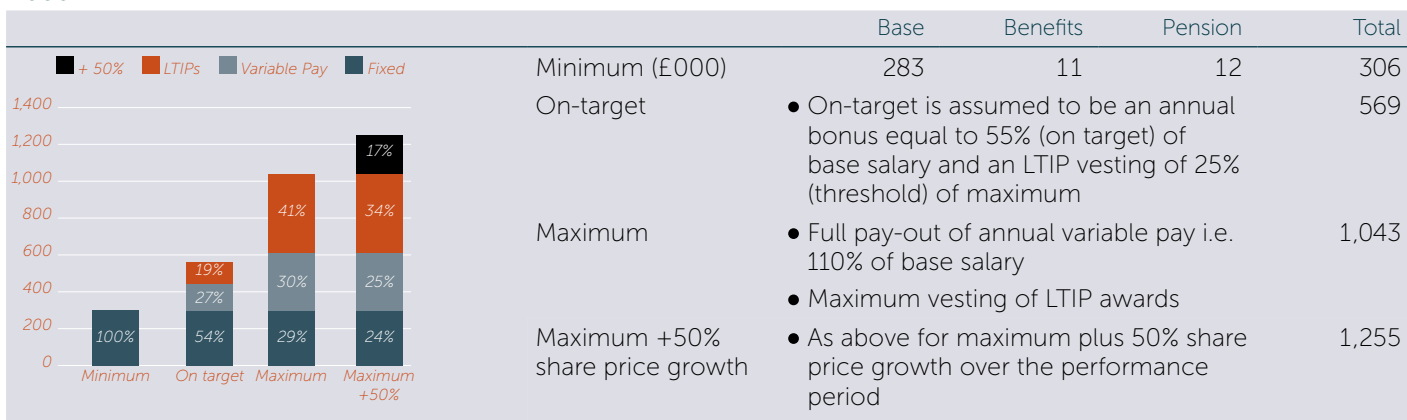 Base Benefits Pension Total
+ 50% LTIPs Variable Pay Fixed
1,400
1,200
1,000
800
600
400
200
0
17%
41% 34%
19%
27% 30% 25%
100% 54% 29% 24%
Minimum On target Maximum Maximum
+50%
Minimum (£000) 283 11 12 306
On-target ● On-target is assumed to be an annual 569
bonus equal to 55% (on target) of
base salary and an LTIP vesting of 25%
(threshold) of maximum
Maximum ● Full pay-out of annual variable pay i.e. 1,043
110% of base salary
● Maximum vesting of LTIP awards
Maximum +50% ● As above for maximum plus 50% share 1,255
share price growth price growth over the performance
period